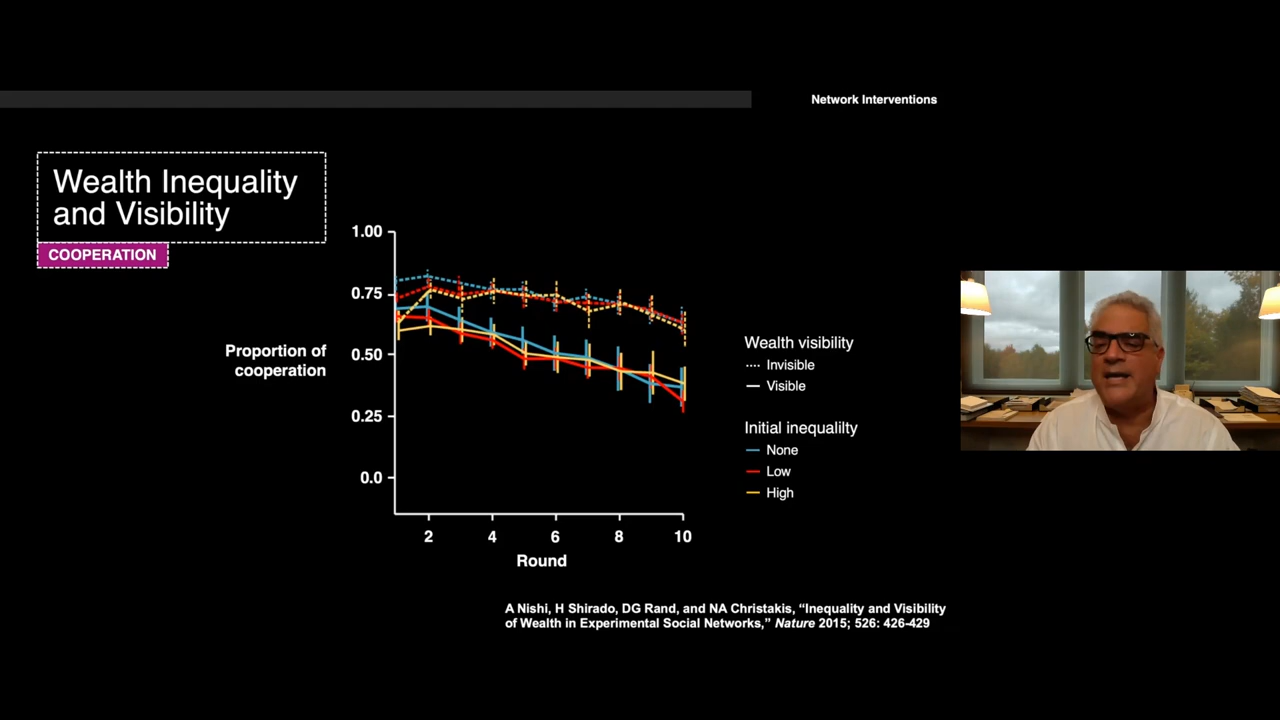 Network Interventions
Wealth Inequality
and Visibility
COOPERATION
Proportion of
cooperation
1.00
0.75
0.50
0.25
0.0
2 4 6 8 10
Round
Wealth visibility
Invisible
Visible
Initial inequalilty
None
Low
High
A Nishi, H Shirado, DG Rand, and NA Christakis, “Inequality and Visibility
of Wealth in Experimental Social Networks,” Nature 2015; 526: 426-429